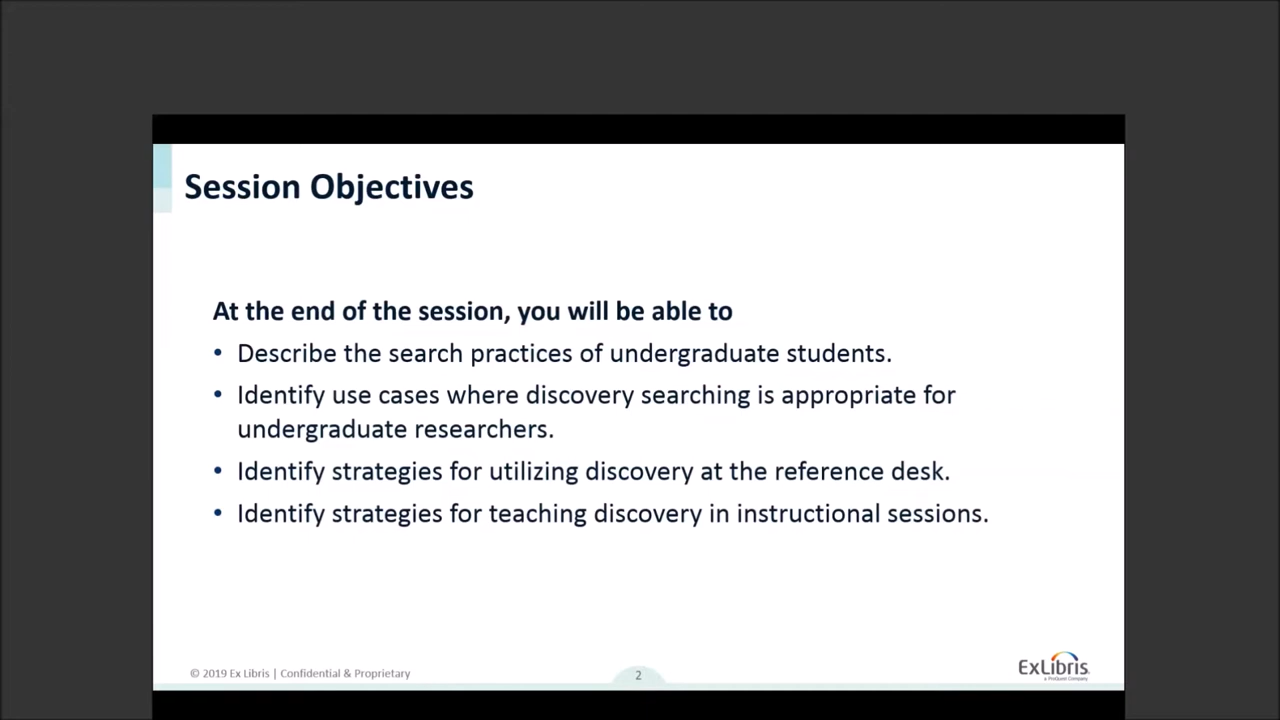 Session Objectives
At the end of the session, you will be able to
• Describe the search practices of undergraduate students.
• Identify use cases where discovery searching is appropriate for
undergraduate researchers.
• Identify strategies for utilizing discovery at the reference desk.
• Identify strategies for teaching discovery in instructional sessions.
© 2019 Ex Libris | Confidential & Proprietary
2
ExLibris
a ProQuest Company